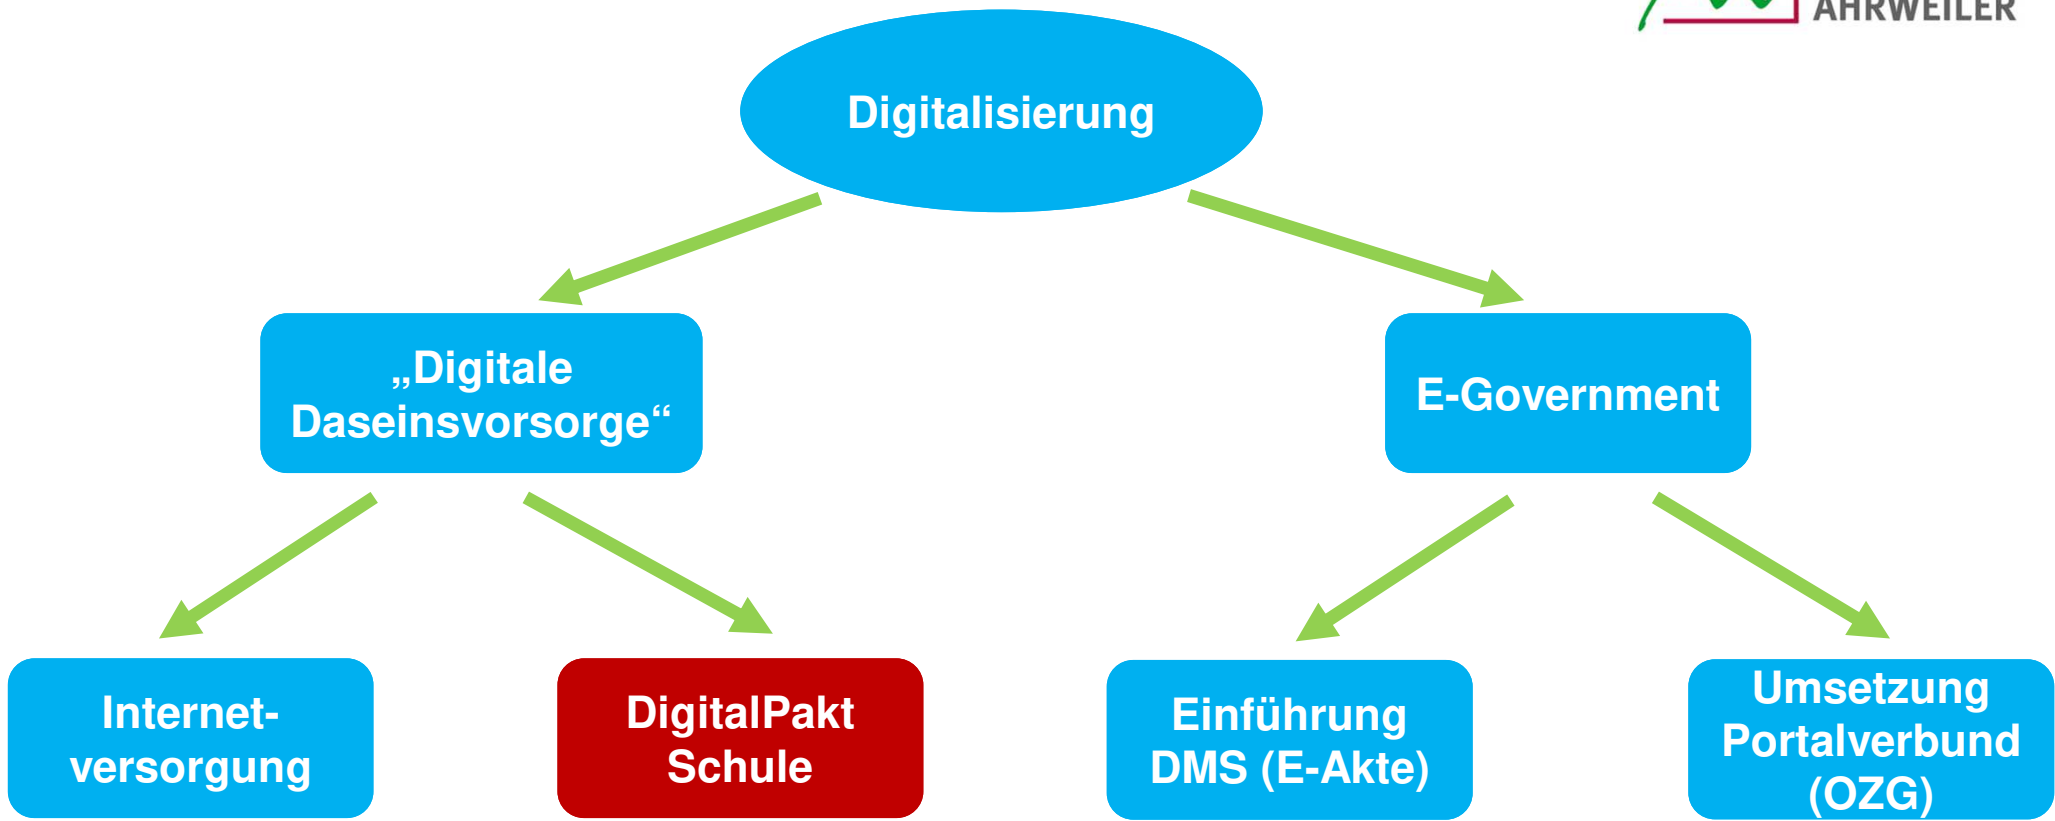 AHRWEILER
Digitalisierung
„Digitale
Daseinsvorsorge“
E-Government
Internet-
versorgung
DigitalPakt
Schule
Einführung
DMS (E-Akte)
Umsetzung
Portalverbund
(OZG)